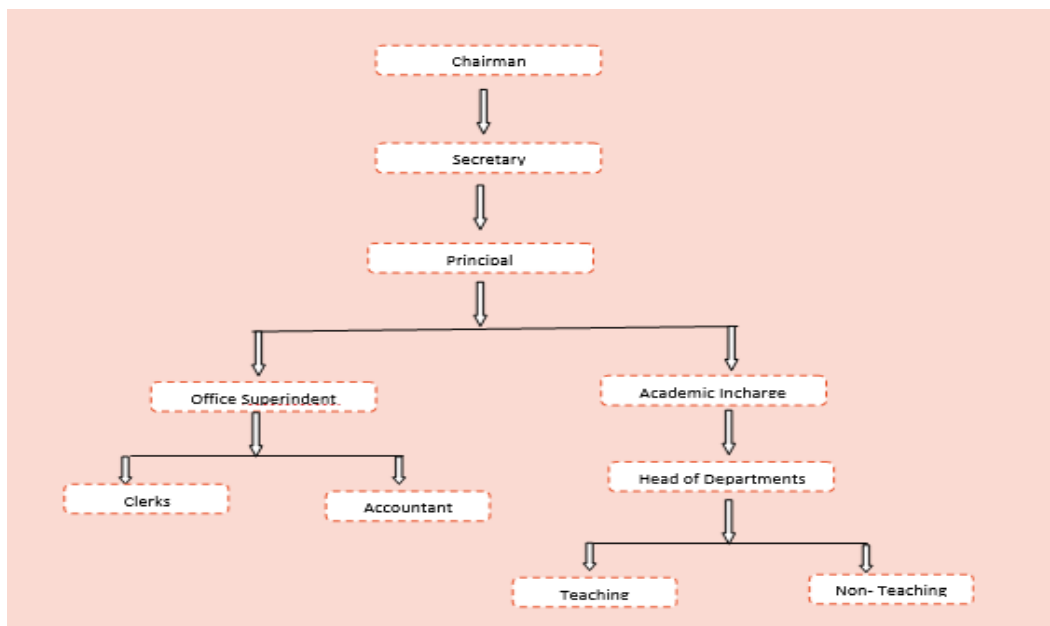 Chairman
Secretary
Principal
Office Superindent
Academic Incharge
Clerks
Accountant
Head of Departments
Teaching
Non- Teaching